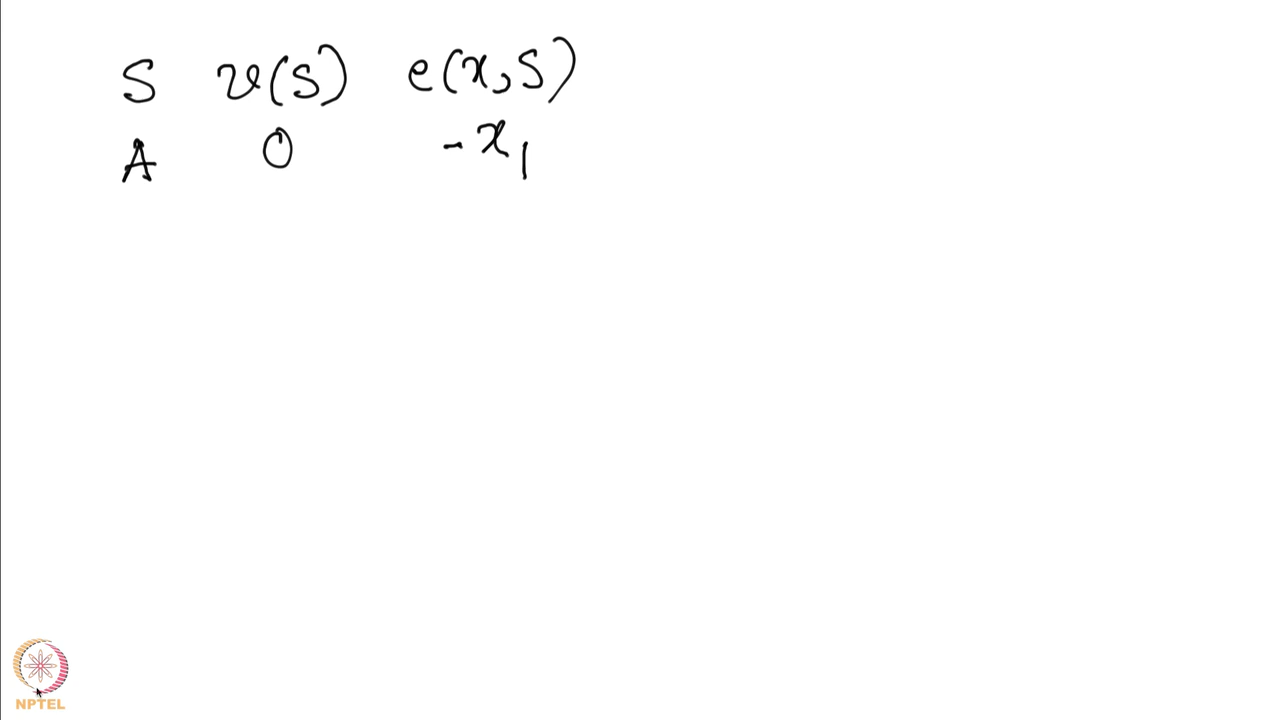 S v(S) e(x,S)
A 0 -x₁
NPTEL